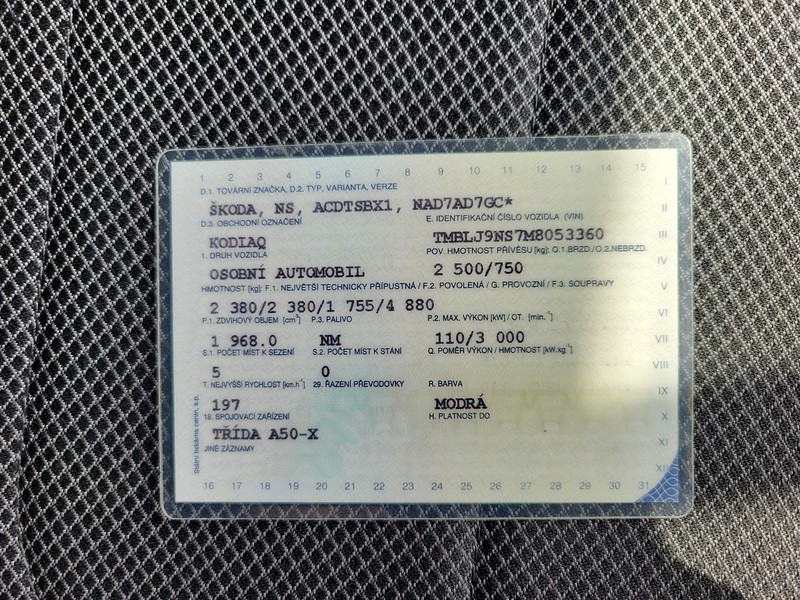 1 2 3 4 5 6 7 8 9 10 11 12 13 14 15
I
D.1. TOVÁRNÍ ZNAČKA, D.2. TYP, VARIANTA, VERZE
ŠKODA, NS, ACDTSBX1, NAD7AD7GC*
II
D.3. OBCHODNÍ OZNAČENÍ E. IDENTIFIKAČNÍ ČÍSLO VOZIDLA (VIN)
KODIAQ TMBLJ9NS7M8053360
III
1. DRUH VOZIDLA POV. HMOTNOST PŘÍVĚSU [kg]: O.1.BRZD./O.2.NEBRZD.
OSOBNÍ AUTOMOBIL 2 500/750
IV
HMOTNOST [kg]: F.1. NEJVĚTŠÍ TECHNICKY PŘÍPUSTNÁ / F.2. POVOLENÁ / G. PROVOZNÍ / F.3. SOUPRAVY
V
2 380/2 380/1 755/4 880
VI
P.1. ZDVIHOVÝ OBJEM [cm³] P.3. PALIVO P.2. MAX. VÝKON [kW] / OT. [min.⁻¹]
1 968.0 NM 110/3 000
VII
S.1. POČET MÍST K SEZENÍ S.2. POČET MÍST K STÁNÍ Q. POMĚR VÝKON / HMOTNOST [kW.kg⁻¹]
VIII
5 0
T. NEJVYŠŠÍ RYCHLOST [km.h⁻¹] 29. ŘAZENÍ PŘEVODOVKY R. BARVA
IX
197 MODRÁ
X
18. SPOJOVACÍ ZAŘÍZENÍ H. PLATNOST DO
TŘÍDA A50-X
XI
JINÉ ZÁZNAMY
XII
16 17 18 19 20 21 22 23 24 25 26 27 28 29 30 31
Státní tiskárna cenin, s.p.